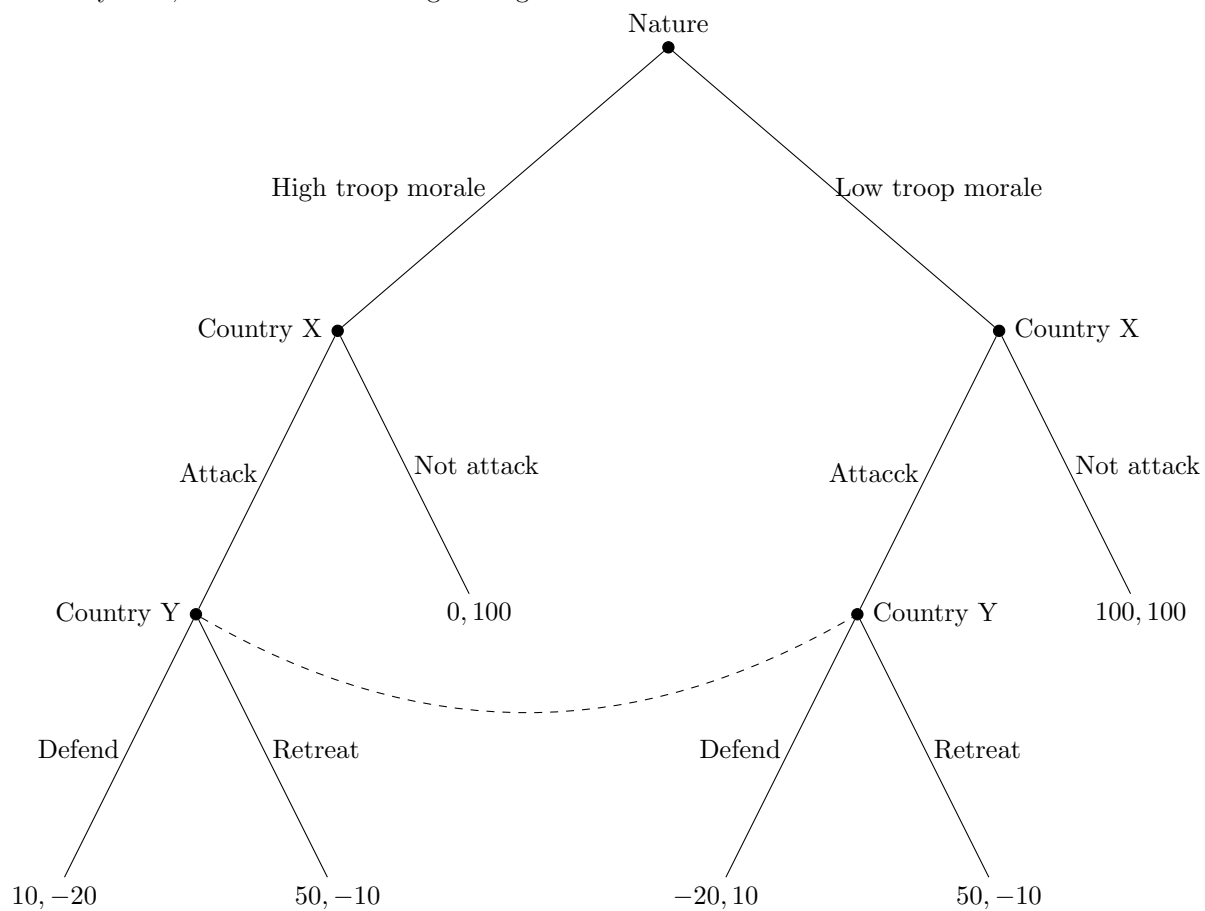 Nature
High troop morale
Low troop morale
Country X
Country X
Attack
Not attack
Attacck
Not attack
Country Y
0, 100
Country Y
100, 100
Defend
Retreat
Defend
Retreat
10, −20
50, −10
−20, 10
50, −10